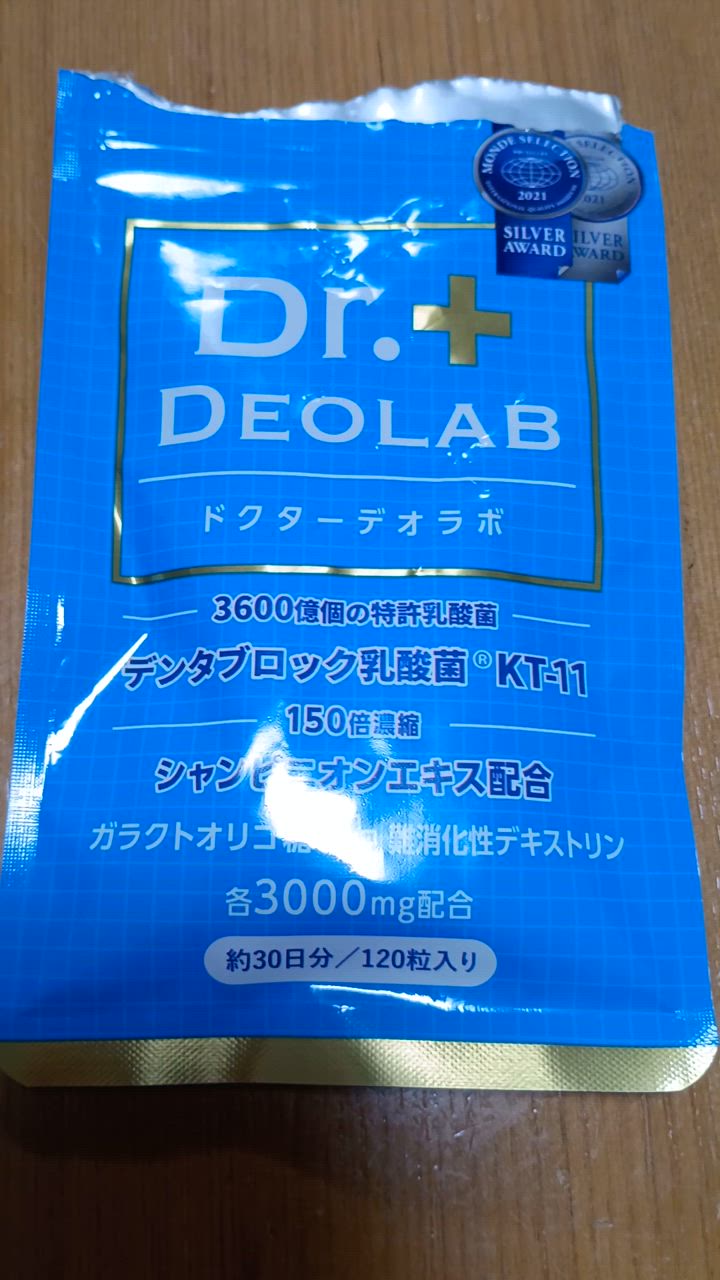 MONDE SELECTION
2021
SILVER
AWARD
SELECTION
Dr.
DEOLAB
ドクターデオラボ
3600億個の特許乳酸菌
デンタブロック乳酸菌® KT-11
150倍濃縮
シャンピニオンエキス配合
ガラクトオリゴ糖 難消化性デキストリン
各3000mg配合
約30日分/120粒入り